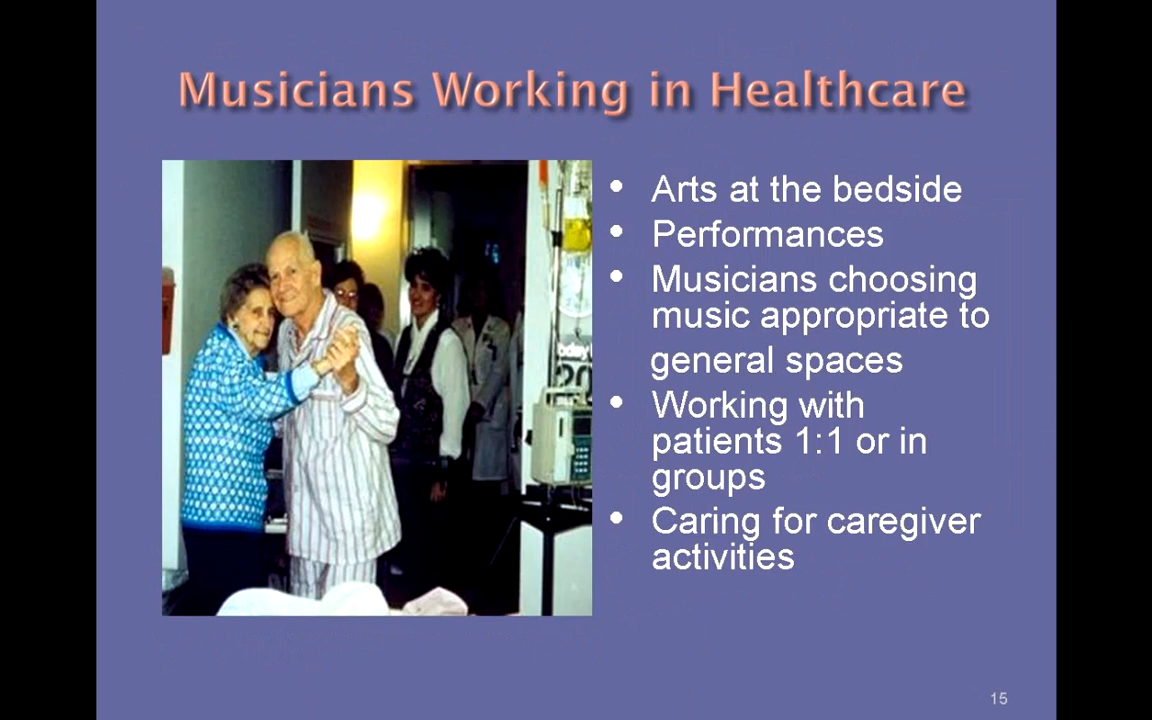 Musicians Working in Healthcare
• Arts at the bedside
• Performances
• Musicians choosing
music appropriate to
general spaces
• Working with
patients 1:1 or in
groups
• Caring for caregiver
activities
15